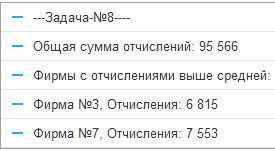 ---Задача-№8----
Общая сумма отчислений: 95 566
Фирмы с отчислениями выше средней:
Фирма №3, Отчисления: 6 815
Фирма №7, Отчисления: 7 553